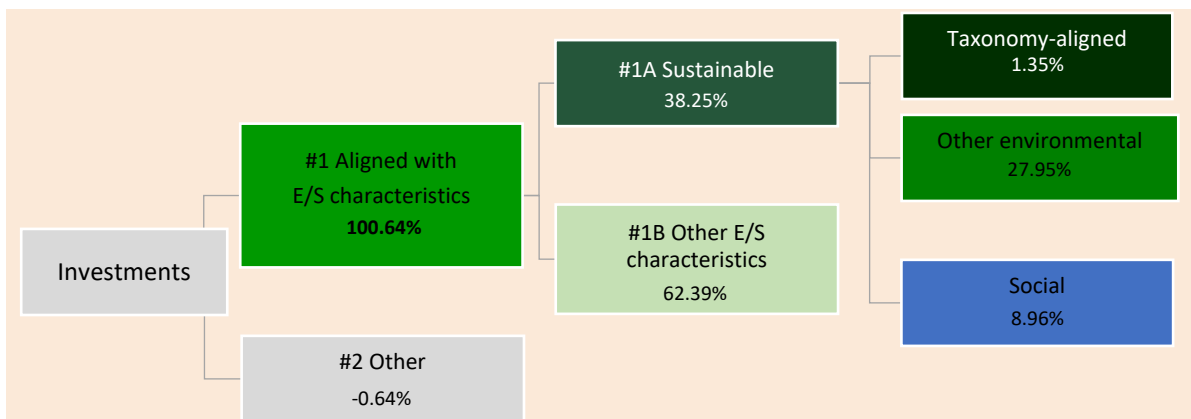 Investments
#1 Aligned with
E/S characteristics
100.64%
#2 Other
-0.64%
#1A Sustainable
38.25%
#1B Other E/S
characteristics
62.39%
Taxonomy-aligned
1.35%
Other environmental
27.95%
Social
8.96%